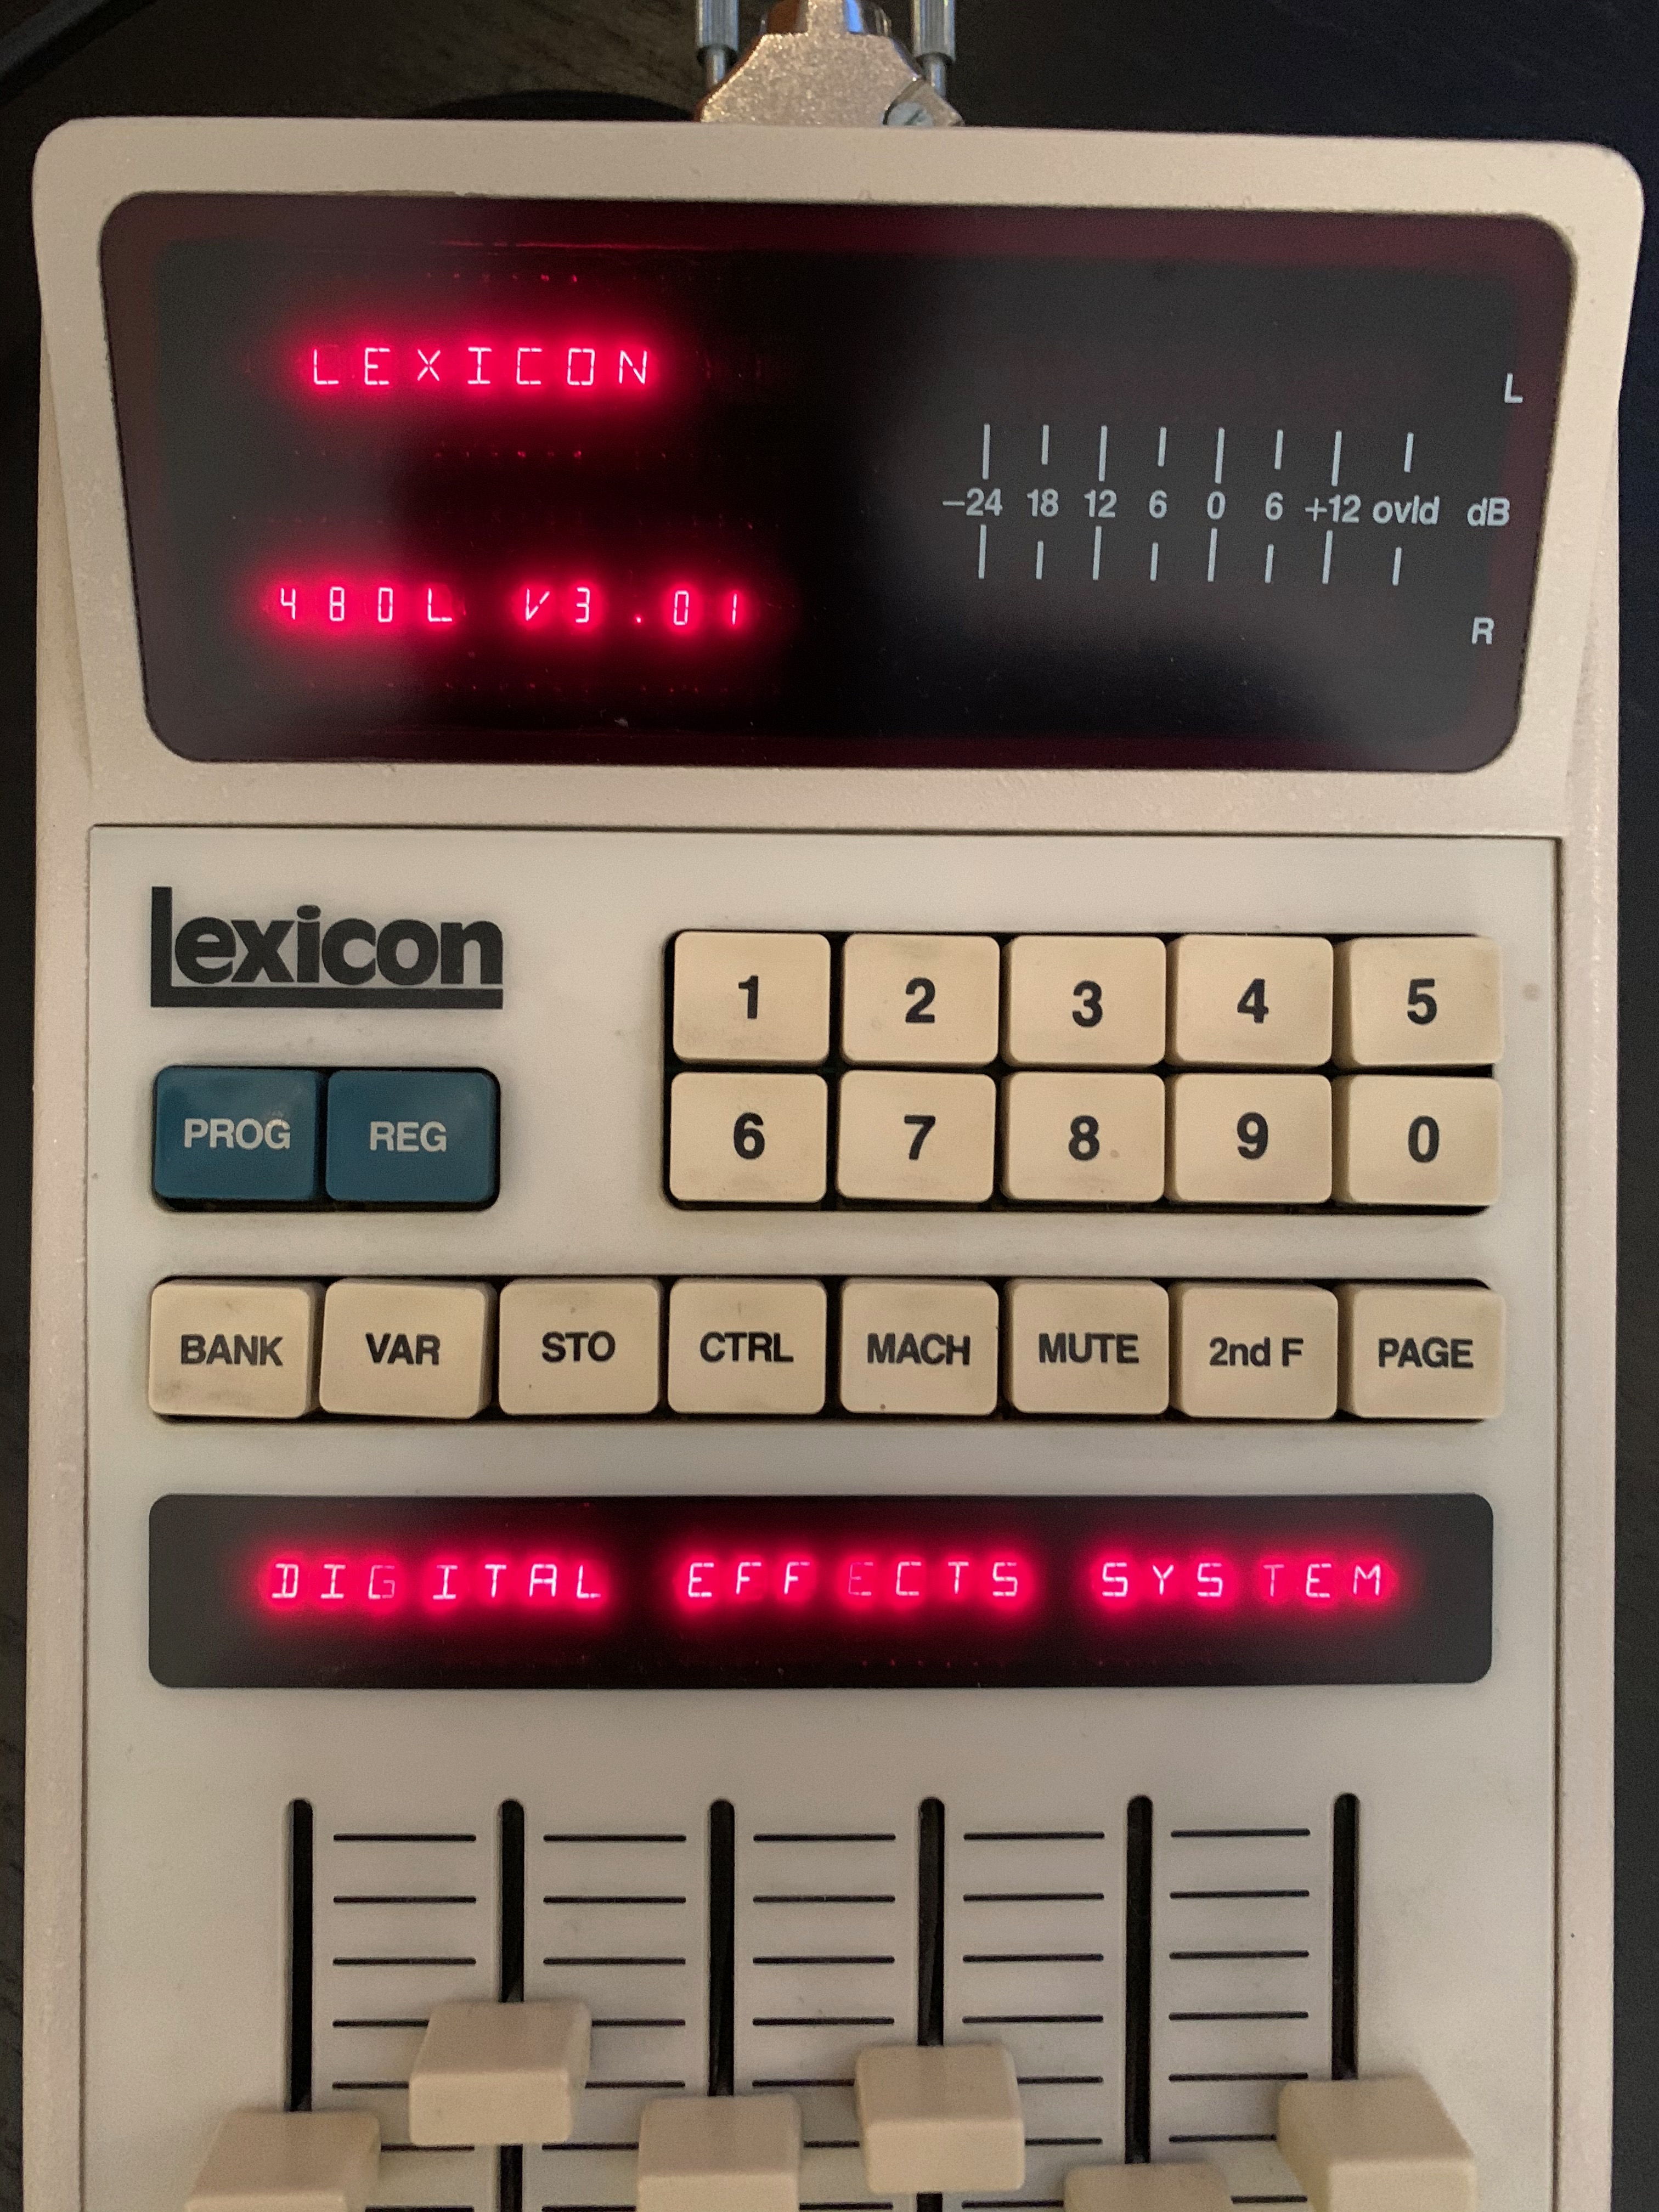 LEXICON
L
-24 18 12 6 0 6 +12 ovld dB
480L V3.01
R
lexicon
1 2 3 4 5
PROG REG
6 7 8 9 0
BANK VAR STO CTRL MACH MUTE 2nd F PAGE
DIGITAL EFFECTS SYSTEM